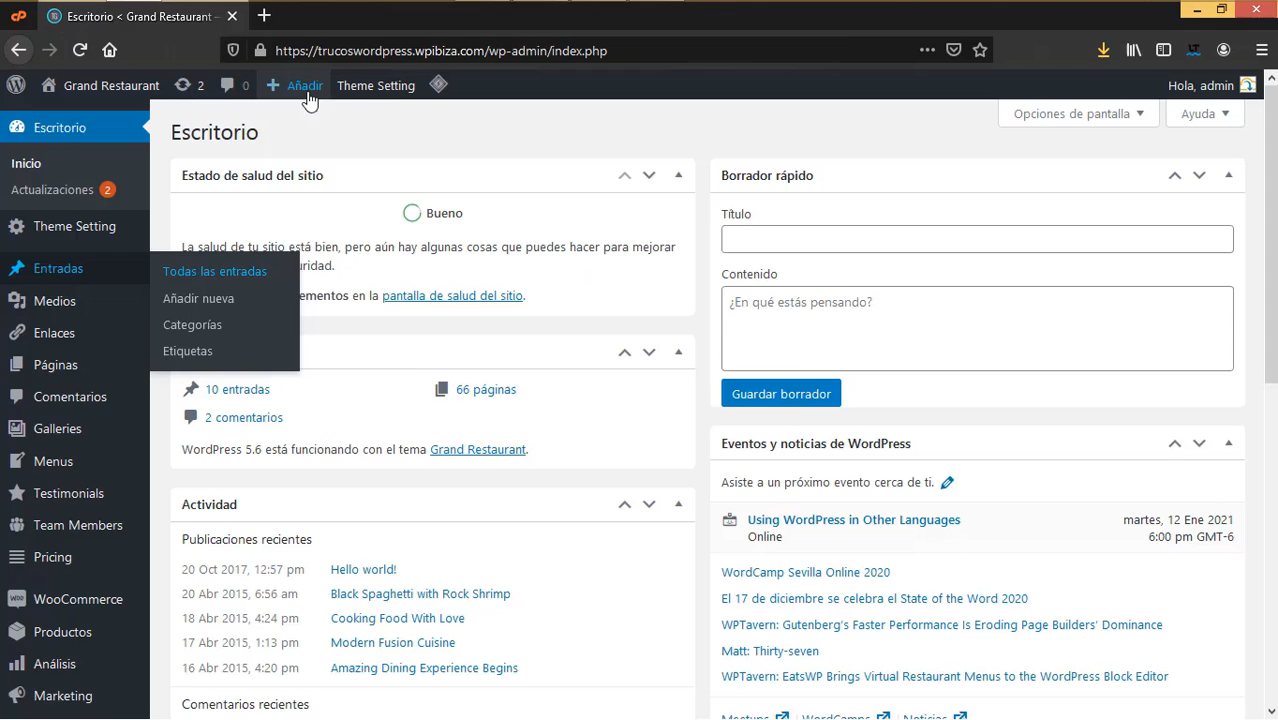 Escritorio < Grand Restaurant —
https://trucoswordpress.wpibiza.com/wp-admin/index.php
Grand Restaurant 2 0 Añadir Theme Setting Hola, admin
Escritorio
Inicio
Actualizaciones 2
Theme Setting
Entradas
Medios
Enlaces
Páginas
Comentarios
Galleries
Menus
Testimonials
Team Members
Pricing
WooCommerce
Productos
Análisis
Marketing
Todas las entradas
Añadir nueva
Categorías
Etiquetas
Opciones de pantalla
Ayuda
Escritorio
Estado de salud del sitio
Bueno
La salud de tu sitio está bien, pero aún hay algunas cosas que puedes hacer para mejorar
en la pantalla de salud del sitio.
10 entradas
66 páginas
2 comentarios
WordPress 5.6 está funcionando con el tema Grand Restaurant.
Actividad
Publicaciones recientes
20 Oct 2017, 12:57 pm Hello world!
20 Abr 2015, 6:56 am Black Spaghetti with Rock Shrimp
18 Abr 2015, 4:24 pm Cooking Food With Love
17 Abr 2015, 1:13 pm Modern Fusion Cuisine
16 Abr 2015, 4:20 pm Amazing Dining Experience Begins
Comentarios recientes
Borrador rápido
Título
Contenido
¿En qué estás pensando?
Guardar borrador
Eventos y noticias de WordPress
Asiste a un próximo evento cerca de ti.
Using WordPress in Other Languages martes, 12 Ene 2021
Online 6:00 pm GMT-6
WordCamp Sevilla Online 2020
El 17 de diciembre se celebra el State of the Word 2020
WPTavern: Gutenberg's Faster Performance Is Eroding Page Builders' Dominance
Matt: Thirty-seven
WPTavern: EatsWP Brings Virtual Restaurant Menus to the WordPress Block Editor
Meetups WordCamps Noticias